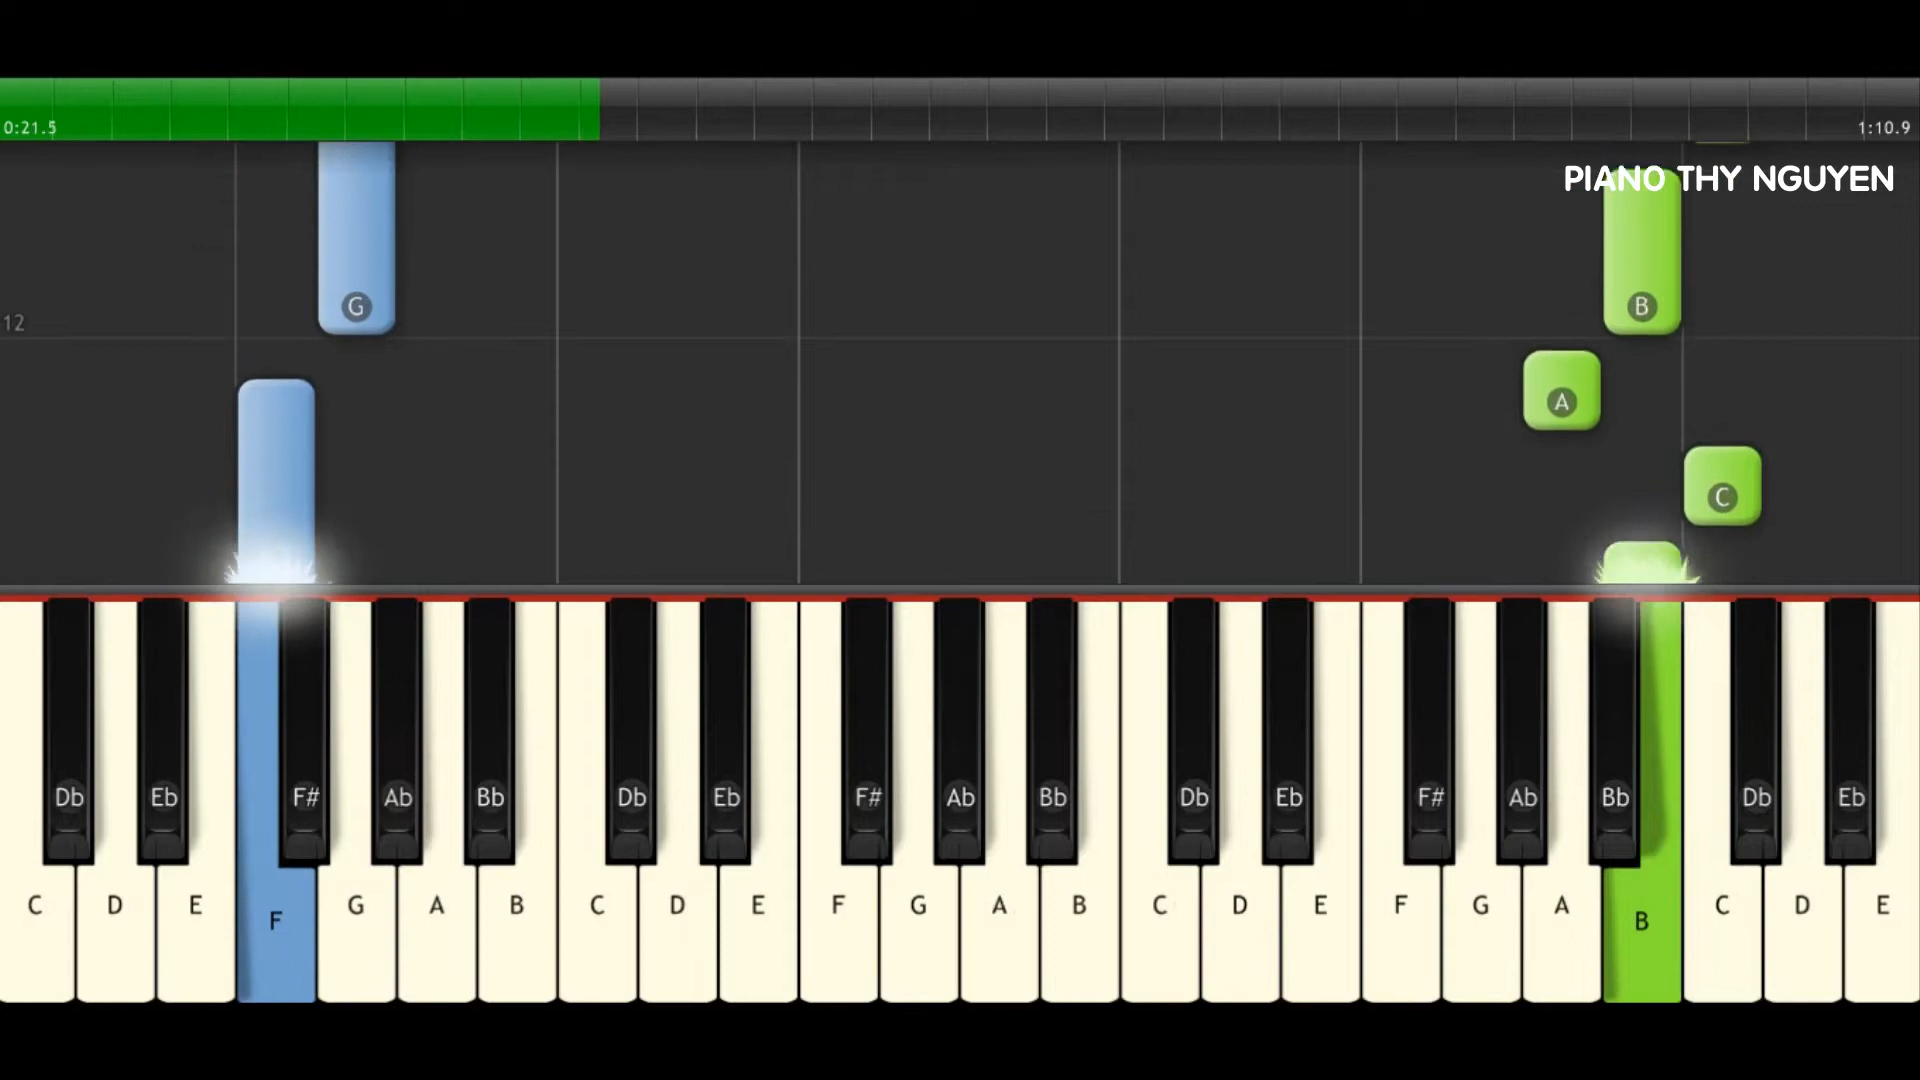 0:21.5 1:10.9
PIANO THY NGUYEN
G B
12
A
C
Db Eb F# Ab Bb Db Eb F# Ab Bb Db Eb F# Ab Bb Db Eb
C D E F G A B C D E F G A B C D E F G A B C D E